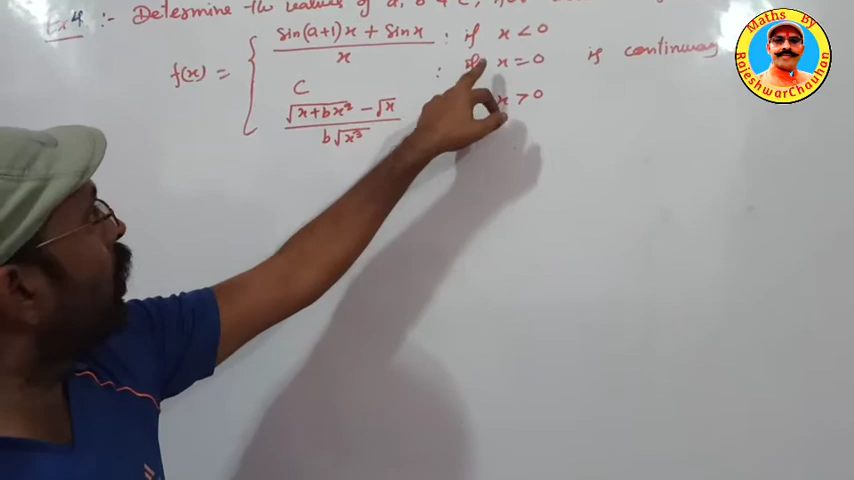 Ex 4 :- Determine the values of a, b & c,
f(x) = { sin(a+1)x + sinx / x : if x < 0
C : if x = 0 is continuous
√x+bx² - √x / b√x³ x > 0
Maths By
RajeshwarChauhan